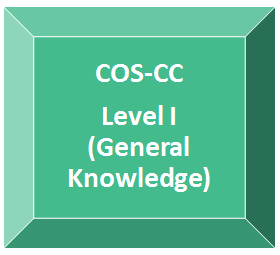 COS-CC
Level I
(General
Knowledge)